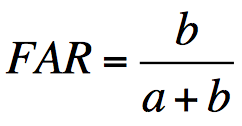 FAR = b / (a + b)